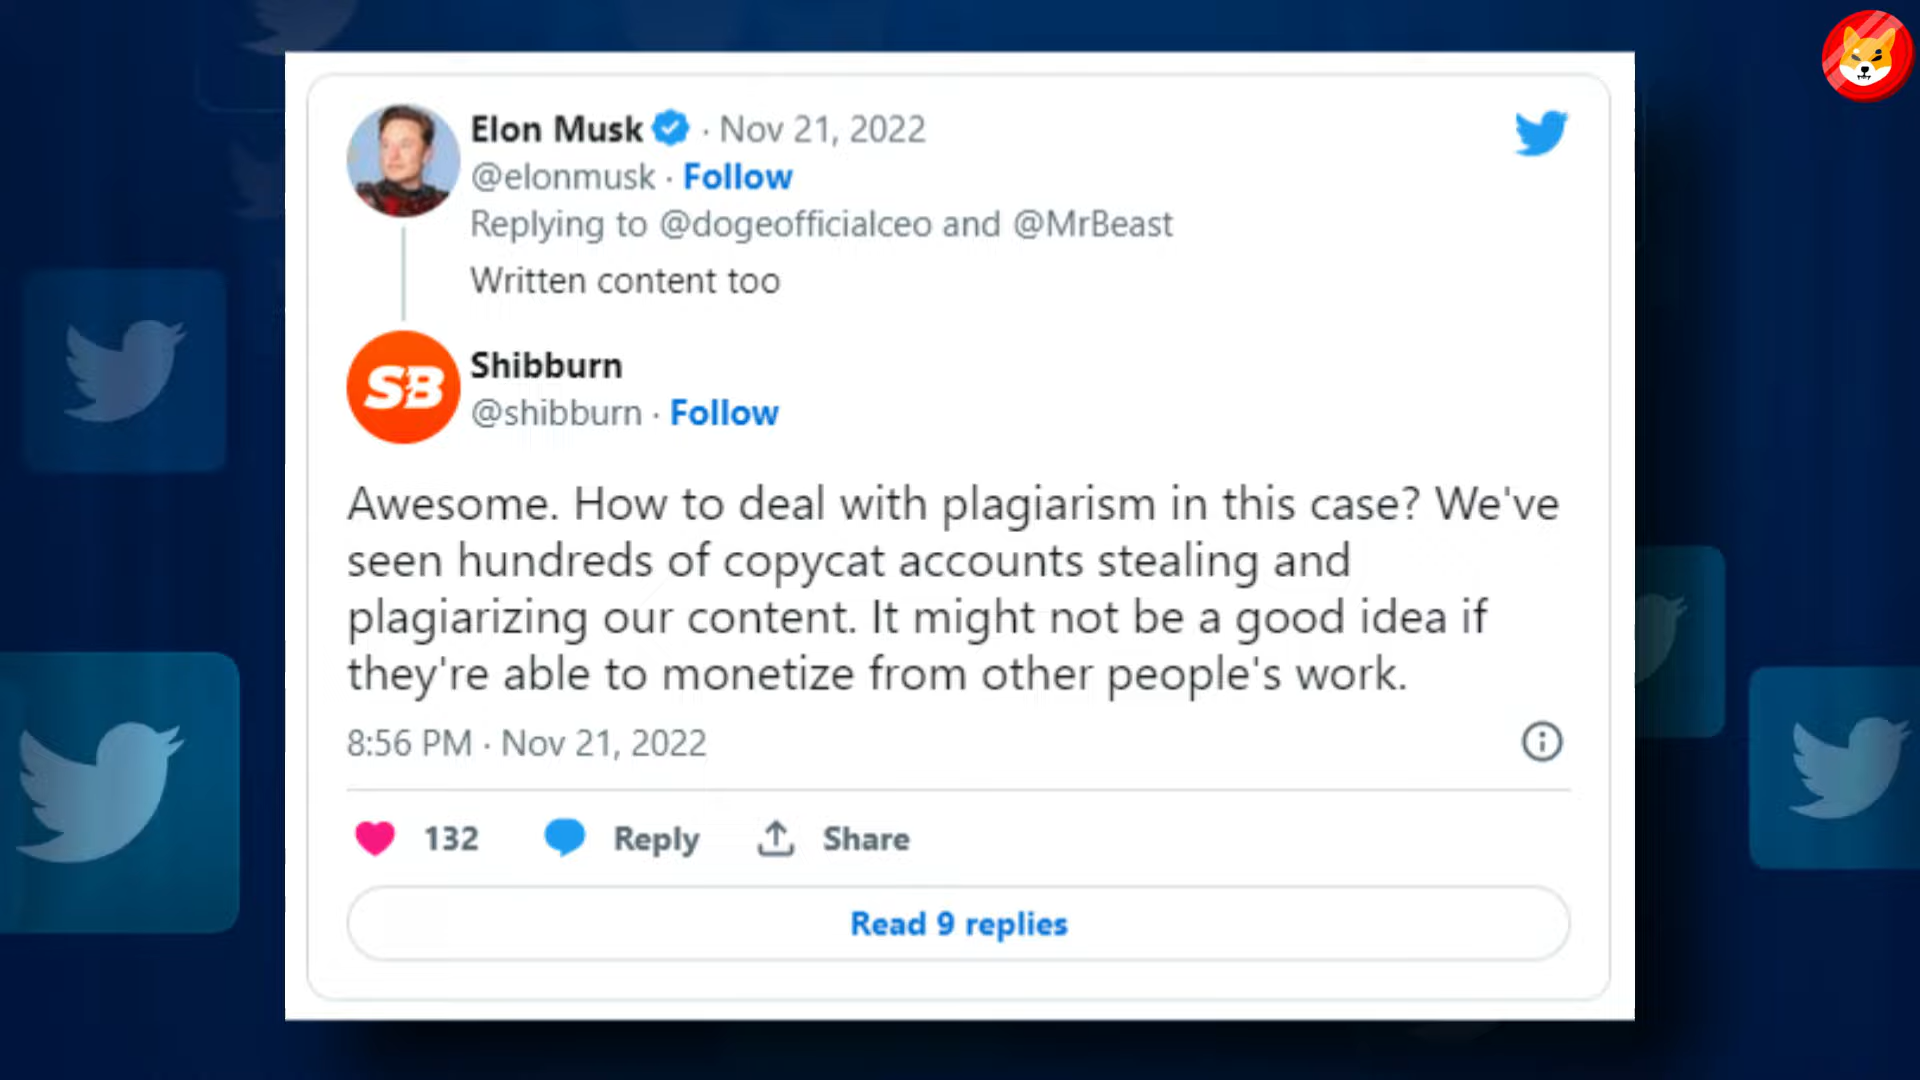 Elon Musk · Nov 21, 2022
@elonmusk · Follow
Replying to @dogeofficialceo and @MrBeast
Written content too
SB
Shibburn
@shibburn · Follow
Awesome. How to deal with plagiarism in this case? We've
seen hundreds of copycat accounts stealing and
plagiarizing our content. It might not be a good idea if
they're able to monetize from other people's work.
8:56 PM · Nov 21, 2022
132 Reply Share
Read 9 replies